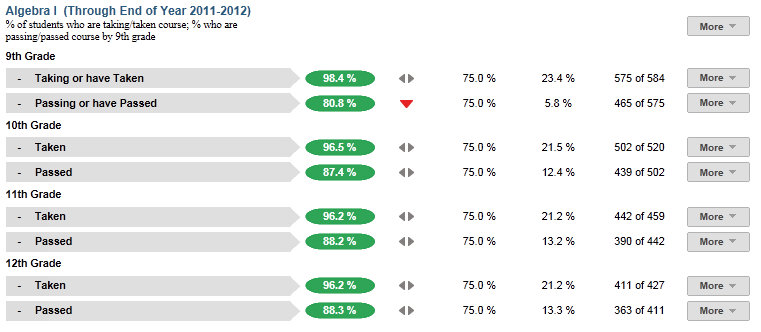 Algebra I (Through End of Year 2011-2012)
% of students who are taking/taken course; % who are
passing/passed course by 9th grade
More
9th Grade
- Taking or have Taken 98.4 % 75.0 % 23.4 % 575 of 584 More
- Passing or have Passed 80.8 % 75.0 % 5.8 % 465 of 575 More
10th Grade
- Taken 96.5 % 75.0 % 21.5 % 502 of 520 More
- Passed 87.4 % 75.0 % 12.4 % 439 of 502 More
11th Grade
- Taken 96.2 % 75.0 % 21.2 % 442 of 459 More
- Passed 88.2 % 75.0 % 13.2 % 390 of 442 More
12th Grade
- Taken 96.2 % 75.0 % 21.2 % 411 of 427 More
- Passed 88.3 % 75.0 % 13.3 % 363 of 411 More